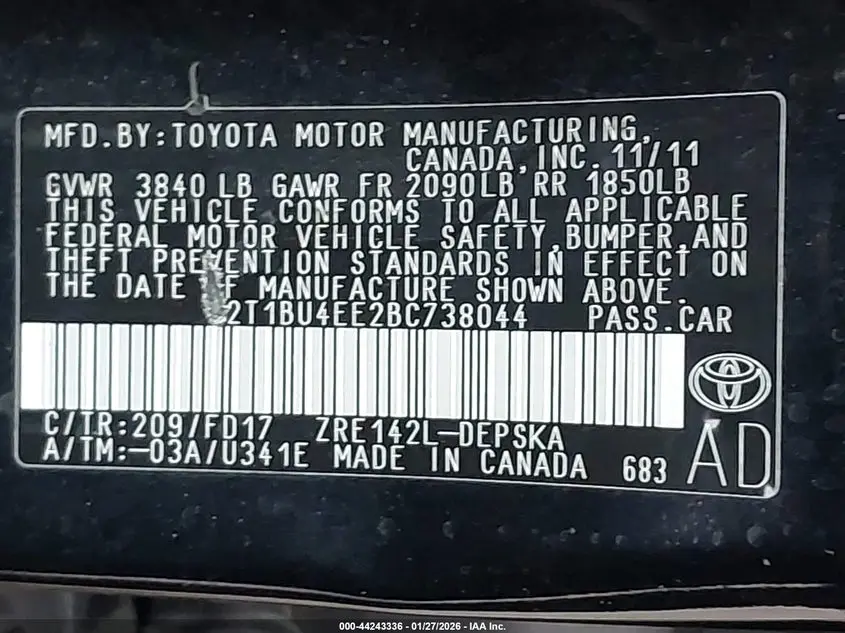 MFD.BY:TOYOTA MOTOR MANUFACTURING,
CANADA,INC. 11/11
GVWR 3840 LB GAWR FR 2090LB RR 1850LB
THIS VEHICLE CONFORMS TO ALL APPLICABLE
FEDERAL MOTOR VEHICLE SAFETY,BUMPER,AND
THEFT PREVENTION STANDARDS IN EFFECT ON
THE DATE OF MANUFACTURE SHOWN ABOVE.
2T1BU4EE2BC738044 PASS.CAR
C/TR:209/FD17 ZRE142L-DEPSKA
A/TM:-03A/U341E MADE IN CANADA 683 AD
000-44243336 - 01/27/2026 - IAA Inc.